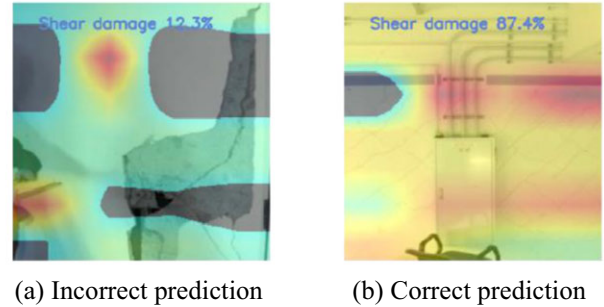 Shear damage 12.3%
Shear damage 87.4%
(a) Incorrect prediction
(b) Correct prediction